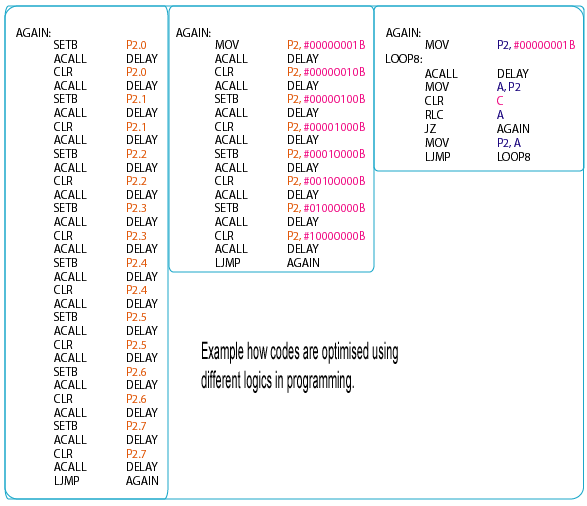 AGAIN:
SETB P2.0
ACALL DELAY
CLR P2.0
ACALL DELAY
SETB P2.1
ACALL DELAY
CLR P2.1
ACALL DELAY
SETB P2.2
ACALL DELAY
CLR P2.2
ACALL DELAY
SETB P2.3
ACALL DELAY
CLR P2.3
ACALL DELAY
SETB P2.4
ACALL DELAY
CLR P2.4
ACALL DELAY
SETB P2.5
ACALL DELAY
CLR P2.5
ACALL DELAY
SETB P2.6
ACALL DELAY
CLR P2.6
ACALL DELAY
SETB P2.7
ACALL DELAY
CLR P2.7
ACALL DELAY
LJMP AGAIN
AGAIN:
MOV P2, #00000001B
ACALL DELAY
CLR P2, #00000010B
ACALL DELAY
SETB P2, #00000100B
ACALL DELAY
CLR P2, #00001000B
ACALL DELAY
SETB P2, #00010000B
ACALL DELAY
CLR P2, #00100000B
ACALL DELAY
SETB P2, #01000000B
ACALL DELAY
CLR P2, #10000000B
ACALL DELAY
LJMP AGAIN
AGAIN:
MOV P2, #00000001B
LOOP8:
ACALL DELAY
MOV A, P2
CLR C
RLC A
JZ AGAIN
MOV P2, A
LJMP LOOP8
Example how codes are optimised using
different logics in programming.